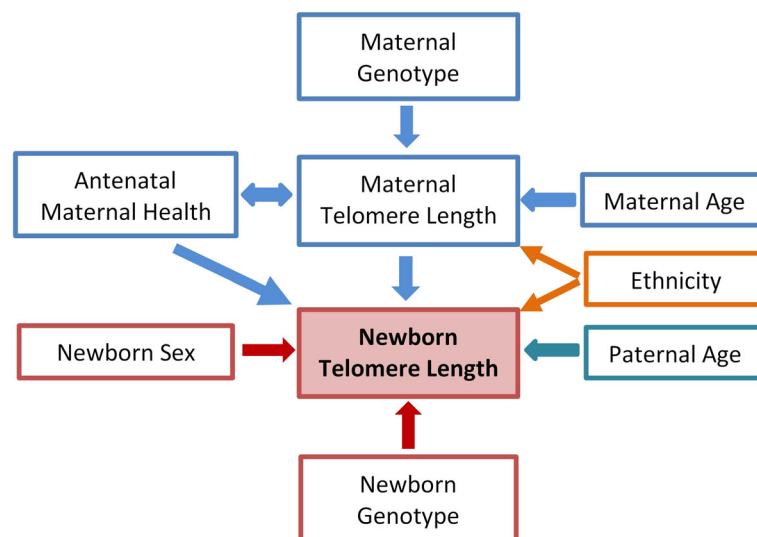 Maternal
Genotype
Antenatal
Maternal Health
Maternal
Telomere Length
Maternal Age
Ethnicity
Newborn Sex
Newborn
Telomere Length
Paternal Age
Newborn
Genotype